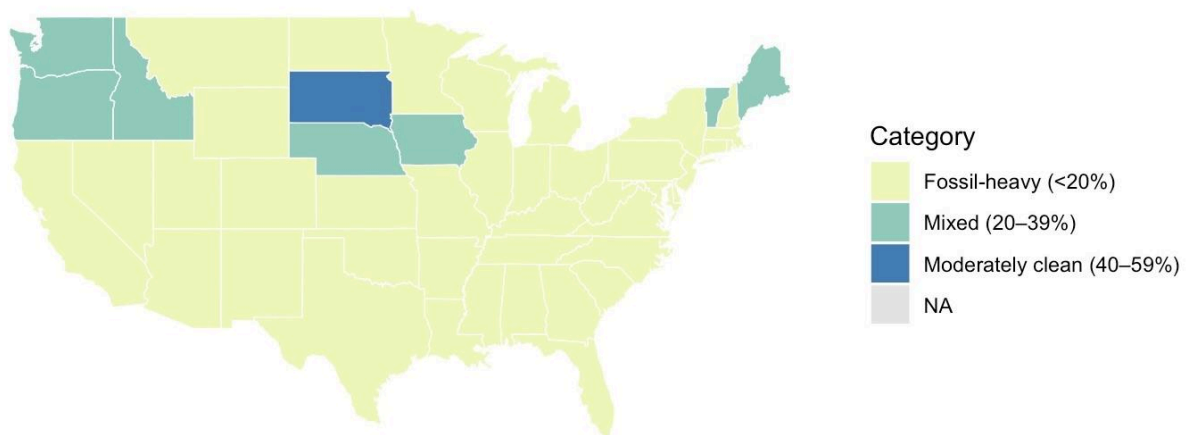 Category
Fossil-heavy (<20%)
Mixed (20–39%)
Moderately clean (40–59%)
NA